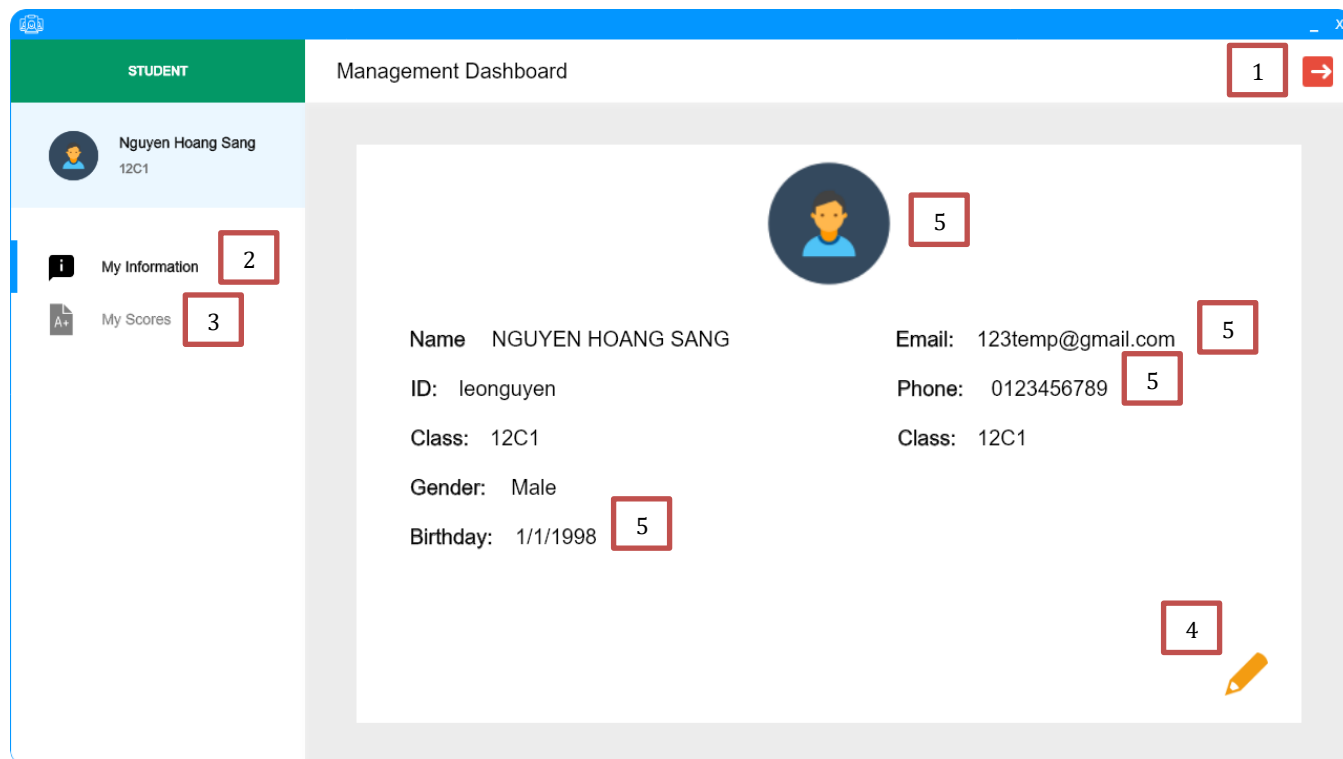 _ x
STUDENT
Management Dashboard
1
Nguyen Hoang Sang
12C1
i My Information 2
A+ My Scores 3
5
Name NGUYEN HOANG SANG
ID: leonguyen
Class: 12C1
Gender: Male
Birthday: 1/1/1998 5
Email: 123temp@gmail.com 5
Phone: 0123456789 5
Class: 12C1
4